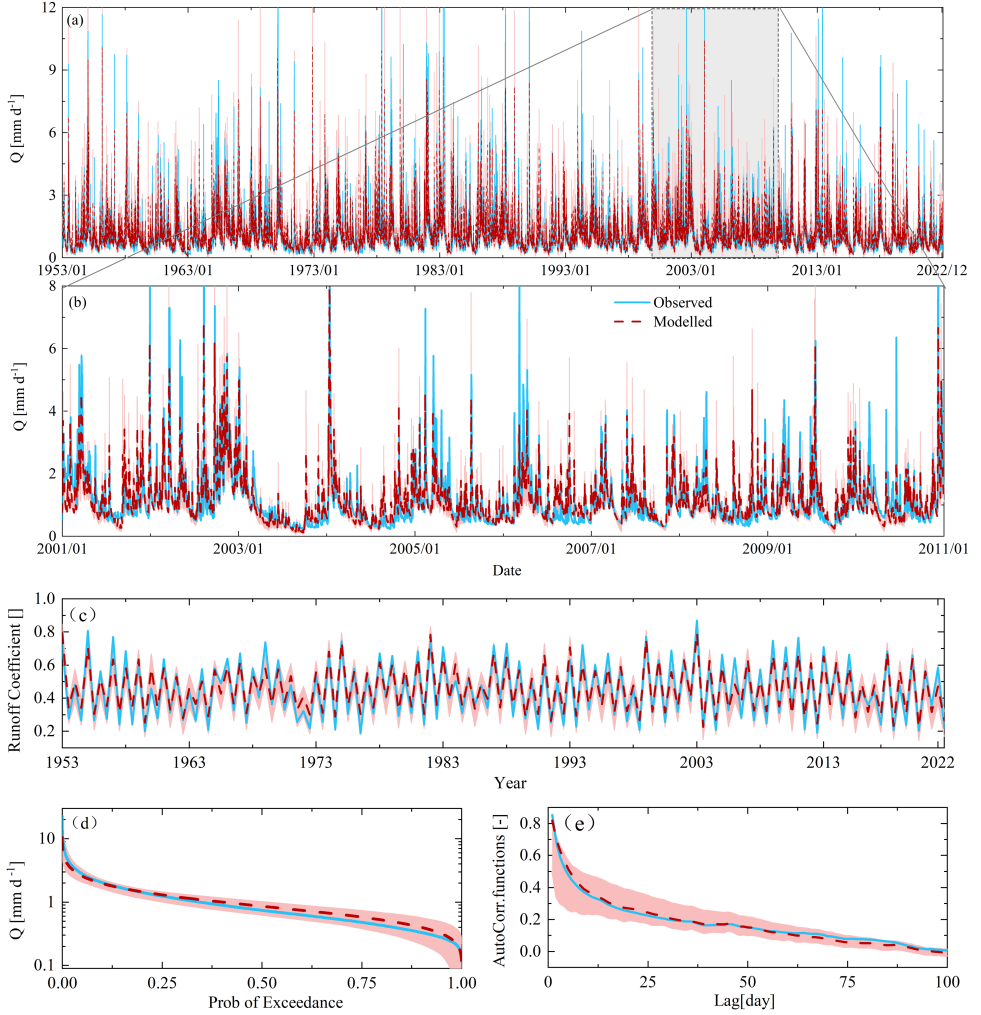 (a)
Q [mm d⁻¹]
12
9
6
3
0
1953/01 1963/01 1973/01 1983/01 1993/01 2003/01 2013/01 2022/12
(b)
Observed
Modelled
Q [mm d⁻¹]
8
6
4
2
0
2001/01 2003/01 2005/01 2007/01 2009/01 2011/01
Date
(c)
Runoff Coefficient []
1.0
0.8
0.6
0.4
0.2
1953 1963 1973 1983 1993 2003 2013 2022
Year
(d)
Q [mm d⁻¹]
10
1
0.1
0.00 0.25 0.50 0.75 1.00
Prob of Exceedance
(e)
AutoCorr.functions [-]
0.8
0.6
0.4
0.2
0.0
0 25 50 75 100
Lag[day]